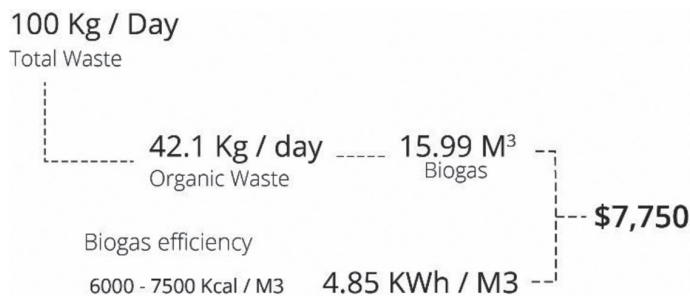 100 Kg / Day
Total Waste
42.1 Kg / day
Organic Waste
15.99 M³
Biogas
$7,750
Biogas efficiency
6000 - 7500 Kcal / M3
4.85 KWh / M3